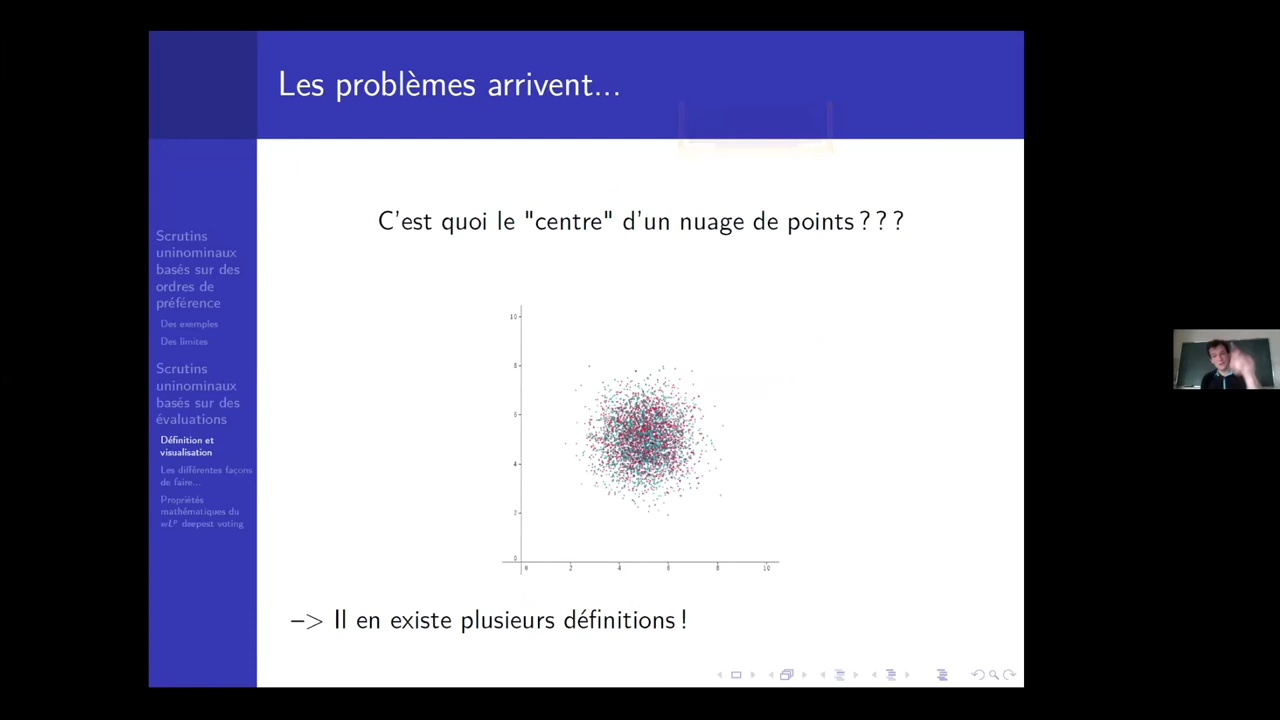 Les problèmes arrivent...
C'est quoi le "centre" d'un nuage de points ? ? ?
Scrutins
uninominaux
basés sur des
ordres de
préférence
Des exemples
Des limites
Scrutins
uninominaux
basés sur des
évaluations
Définition et
visualisation
Les différentes façons
de faire...
Propriétés
mathématiques du
wLᵖ deepest voting
10
8
6
4
2
0
0 2 4 6 8 10
–> Il en existe plusieurs définitions !